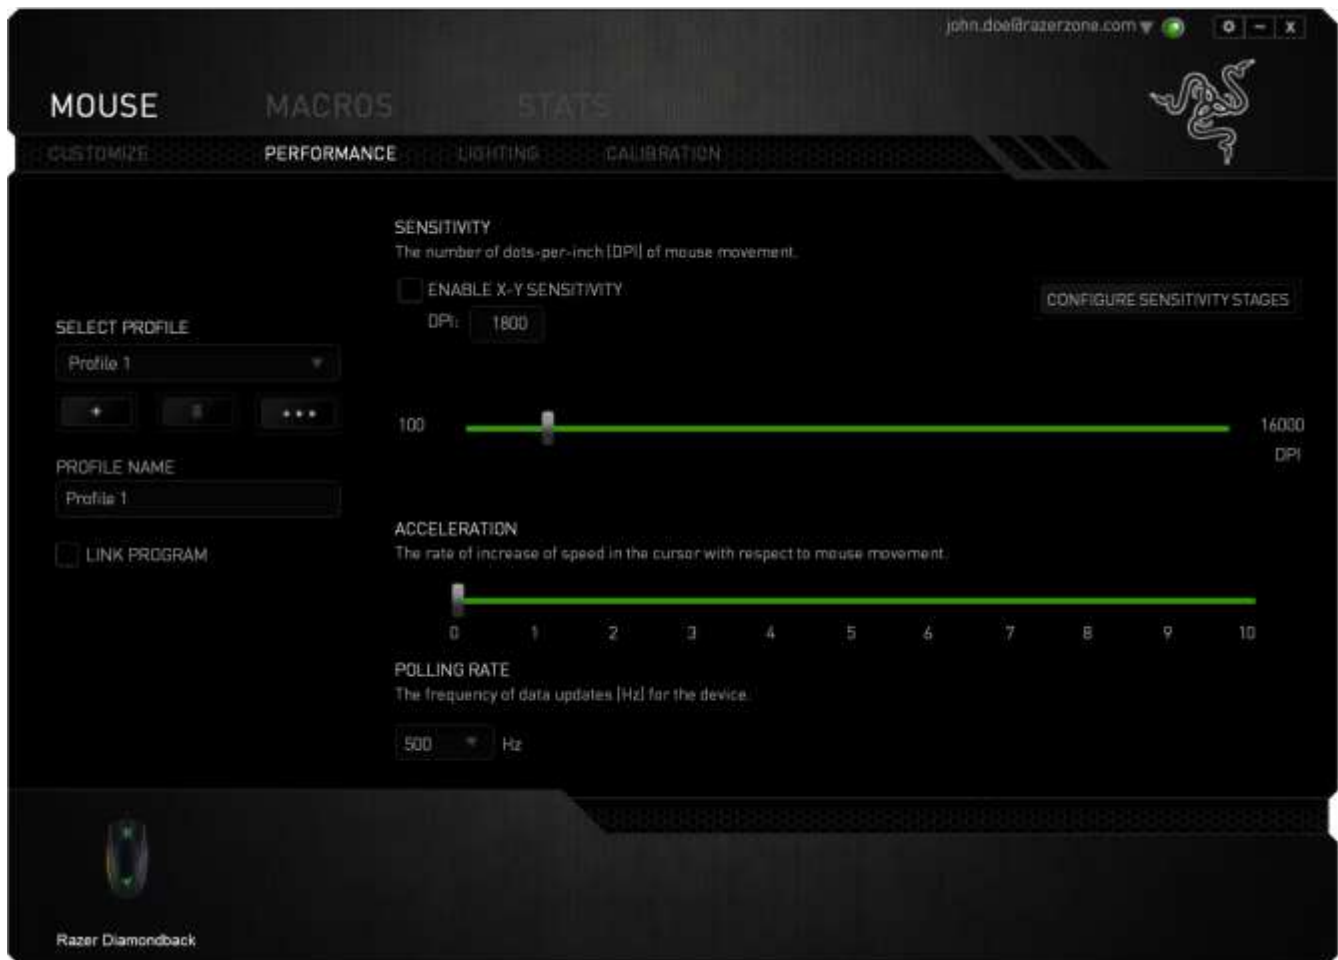 john.doe@razerzone.com
X
MOUSE MACROS STATS
CUSTOMIZE PERFORMANCE LIGHTING CALIBRATION
SENSITIVITY
The number of dots-per-inch (DPI) of mouse movement.
ENABLE X-Y SENSITIVITY
CONFIGURE SENSITIVITY STAGES
DPI: 1800
SELECT PROFILE
Profile 1
100
16000
DPI
PROFILE NAME
Profile 1
LINK PROGRAM
ACCELERATION
The rate of increase of speed in the cursor with respect to mouse movement.
0 1 2 3 4 5 6 7 8 9 10
POLLING RATE
The frequency of data updates (Hz) for the device.
500 Hz
Razer Diamondback